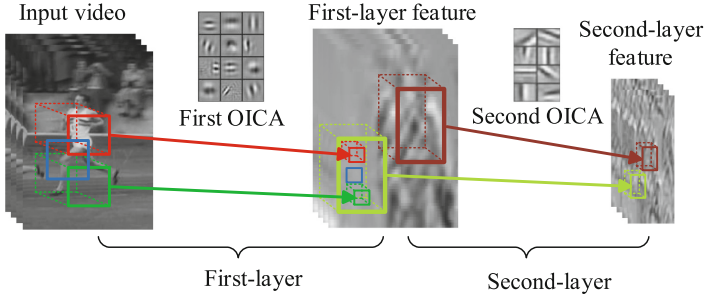 Input video
First OICA
First-layer feature
Second OICA
Second-layer
feature
First-layer
Second-layer